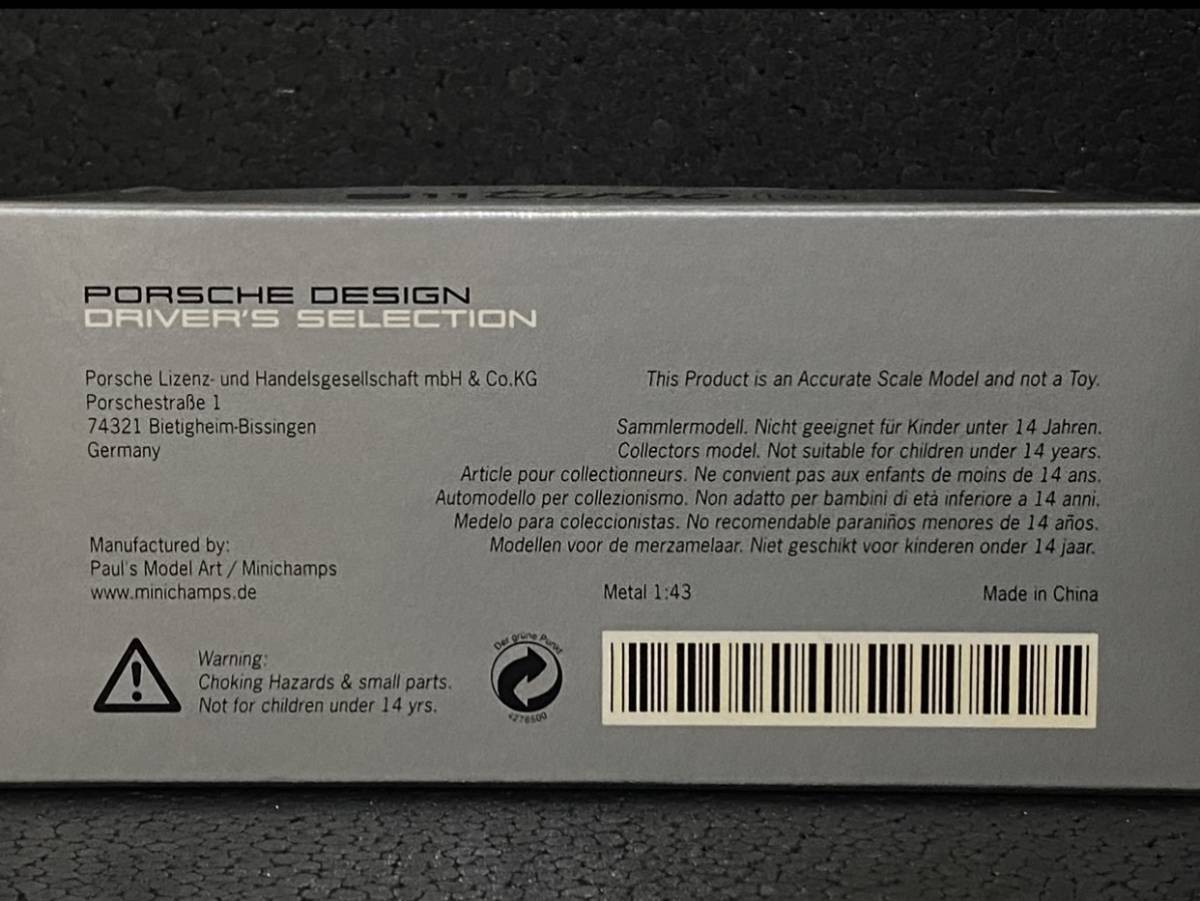 turbo
PORSCHE DESIGN
DRIVER'S SELECTION
Porsche Lizenz- und Handelsgesellschaft mbH & Co.KG
Porschestraße 1
74321 Bietigheim-Bissingen
Germany
This Product is an Accurate Scale Model and not a Toy.
Sammlermodell. Nicht geeignet für Kinder unter 14 Jahren.
Collectors model. Not suitable for children under 14 years.
Article pour collectionneurs. Ne convient pas aux enfants de moins de 14 ans.
Automodello per collezionismo. Non adatto per bambini di età inferiore a 14 anni.
Medelo para coleccionistas. No recomendable paraniños menores de 14 años.
Modellen voor de merzamelaar. Niet geschikt voor kinderen onder 14 jaar.
Manufactured by:
Paul's Model Art / Minichamps
www.minichamps.de
Metal 1:43
Made in China
Warning:
Choking Hazards & small parts.
Not for children under 14 yrs.
Der grüne Punkt
4276500